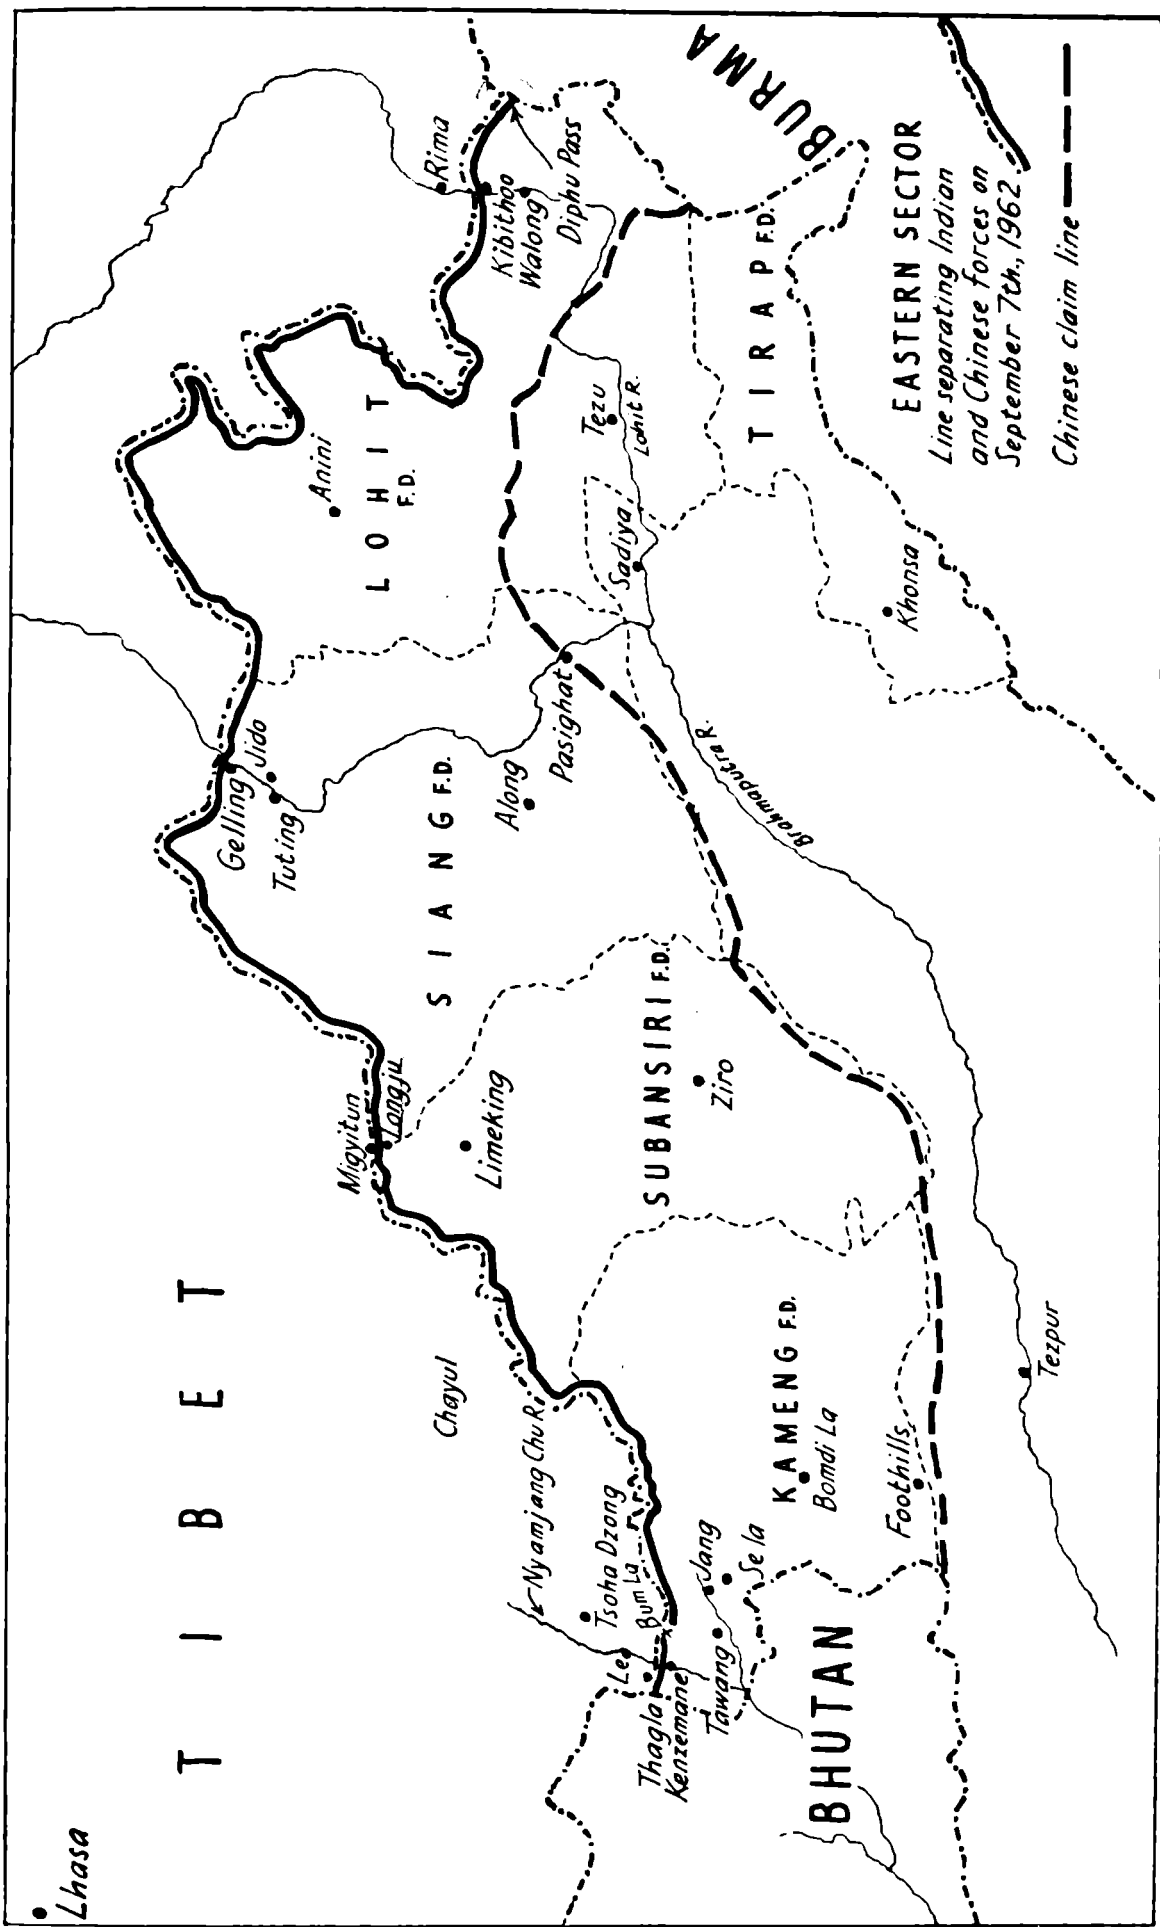 Lhasa
TIBET
Chayul
Nyamjang Chu R.
Tsoha Dzong
Bum La
Le
Thagla
Kenzemane
Tawang
Jang
Se la
BHUTAN
KAMENG F.D.
Bomdi La
Foothills
Tezpur
Migyitun
Longju
Limeking
SUBANSIRI F.D.
Ziro
Gelling
Jido
Tuting
SIANG F.D.
Along
Pasighat
Brahmaputra R.
Anini
LOHIT
F.D.
Sadiya
Tezu
Lohit R.
Rima
Kibithoo
Walong
Diphu Pass
TIRAP F.D.
Khonsa
BURMA
EASTERN SECTOR
Line separating Indian
and Chinese forces on
September 7th., 1962.
Chinese claim line